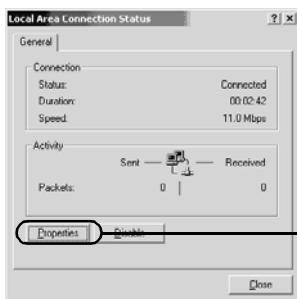 Local Area Connection Status
General
Connection
Status: Connected
Duration: 00:02:42
Speed: 11.0 Mbps
Activity
Sent Received
Packets: 0 0
Properties Disable
Close